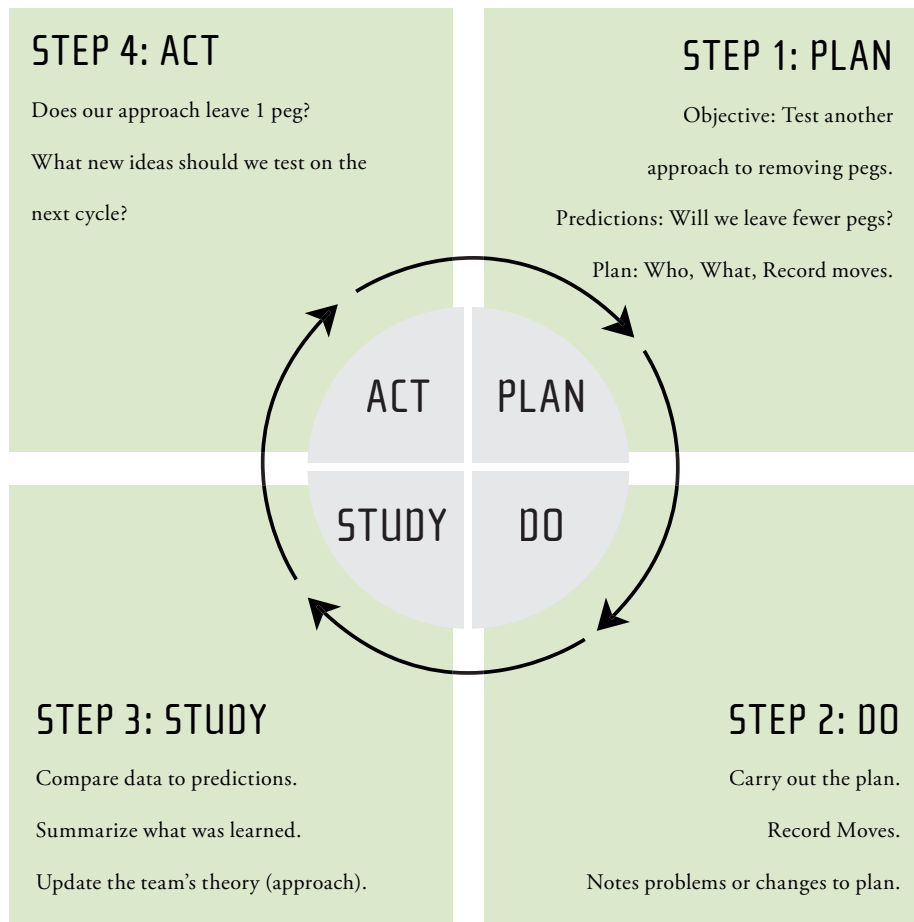 STEP 4: ACT
Does our approach leave 1 peg?
What new ideas should we test on the
next cycle?
STEP 1: PLAN
Objective: Test another
approach to removing pegs.
Predictions: Will we leave fewer pegs?
Plan: Who, What, Record moves.
ACT
PLAN
STUDY
DO
STEP 3: STUDY
Compare data to predictions.
Summarize what was learned.
Update the team's theory (approach).
STEP 2: DO
Carry out the plan.
Record Moves.
Notes problems or changes to plan.